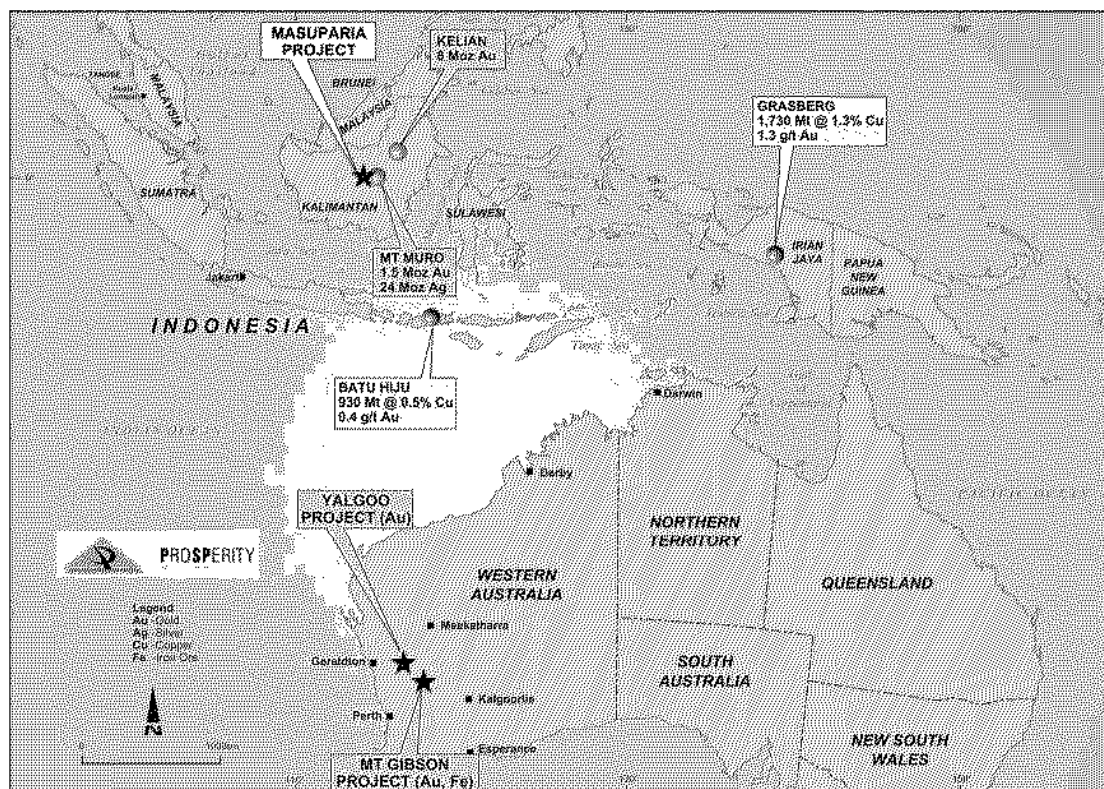 MASUPARIA
PROJECT
KELIAN
6 Moz Au
BRUNEI
MALAYSIA
MALAYSIA
SUMATRA
KALIMANTAN
SULAWESI
GRASBERG
1,730 Mt @ 1.3% Cu
1.3 g/t Au
IRIAN
JAYA
PAPUA
NEW
GUINEA
MT MURO
1.5 Moz Au
24 Moz Ag
Jakarta
INDONESIA
Timor Sea
BATU HIJU
930 Mt @ 0.5% Cu
0.4 g/t Au
Darwin
Derby
YALGOO
PROJECT (Au)
NORTHERN
TERRITORY
PROSPERITY
WESTERN
AUSTRALIA
QUEENSLAND
Legend
Au -Gold
Ag -Silver
Cu -Copper
Fe -Iron Ore
Meekatharra
Geraldton
SOUTH
AUSTRALIA
Kalgoorlie
Perth
N
Esperance
NEW SOUTH
WALES
MT GIBSON
PROJECT (Au, Fe)